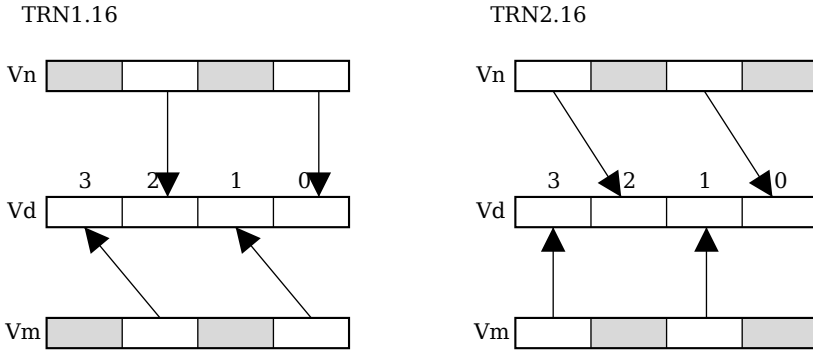 TRN1.16 TRN2.16
Vn Vn
3 2 1 0 3 2 1 0
Vd Vd
Vm Vm